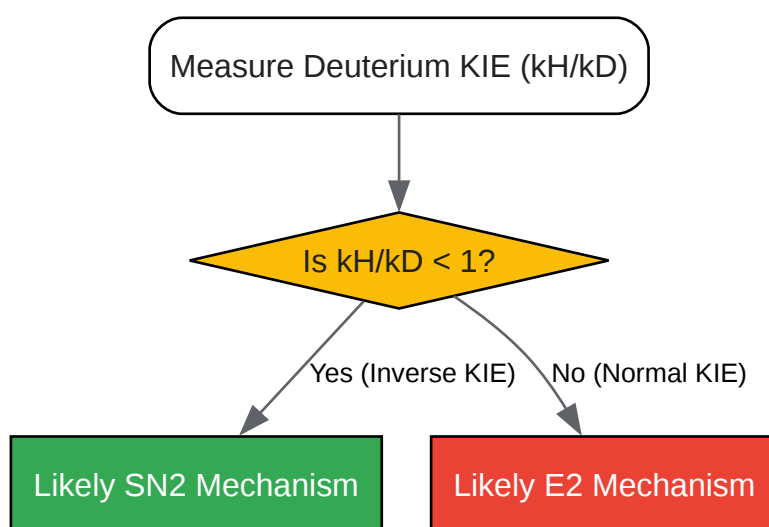 Measure Deuterium KIE (kH/kD)
Is kH/kD < 1?
Yes (Inverse KIE)
No (Normal KIE)
Likely SN2 Mechanism
Likely E2 Mechanism